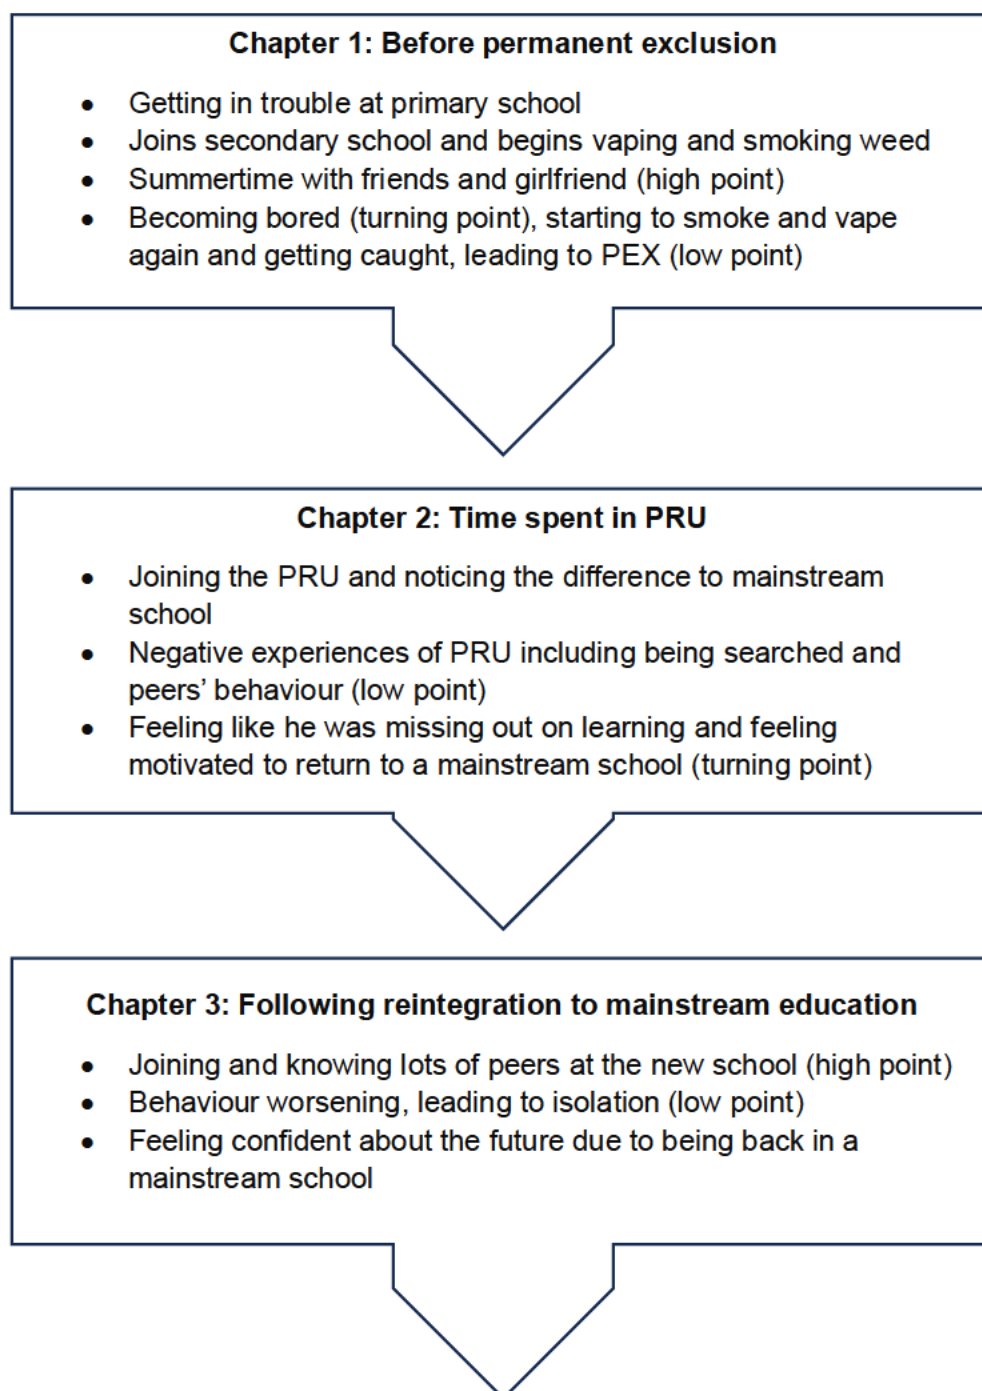 Chapter 1: Before permanent exclusion
• Getting in trouble at primary school
• Joins secondary school and begins vaping and smoking weed
• Summertime with friends and girlfriend (high point)
• Becoming bored (turning point), starting to smoke and vape
again and getting caught, leading to PEX (low point)
Chapter 2: Time spent in PRU
• Joining the PRU and noticing the difference to mainstream
school
• Negative experiences of PRU including being searched and
peers’ behaviour (low point)
• Feeling like he was missing out on learning and feeling
motivated to return to a mainstream school (turning point)
Chapter 3: Following reintegration to mainstream education
• Joining and knowing lots of peers at the new school (high point)
• Behaviour worsening, leading to isolation (low point)
• Feeling confident about the future due to being back in a
mainstream school